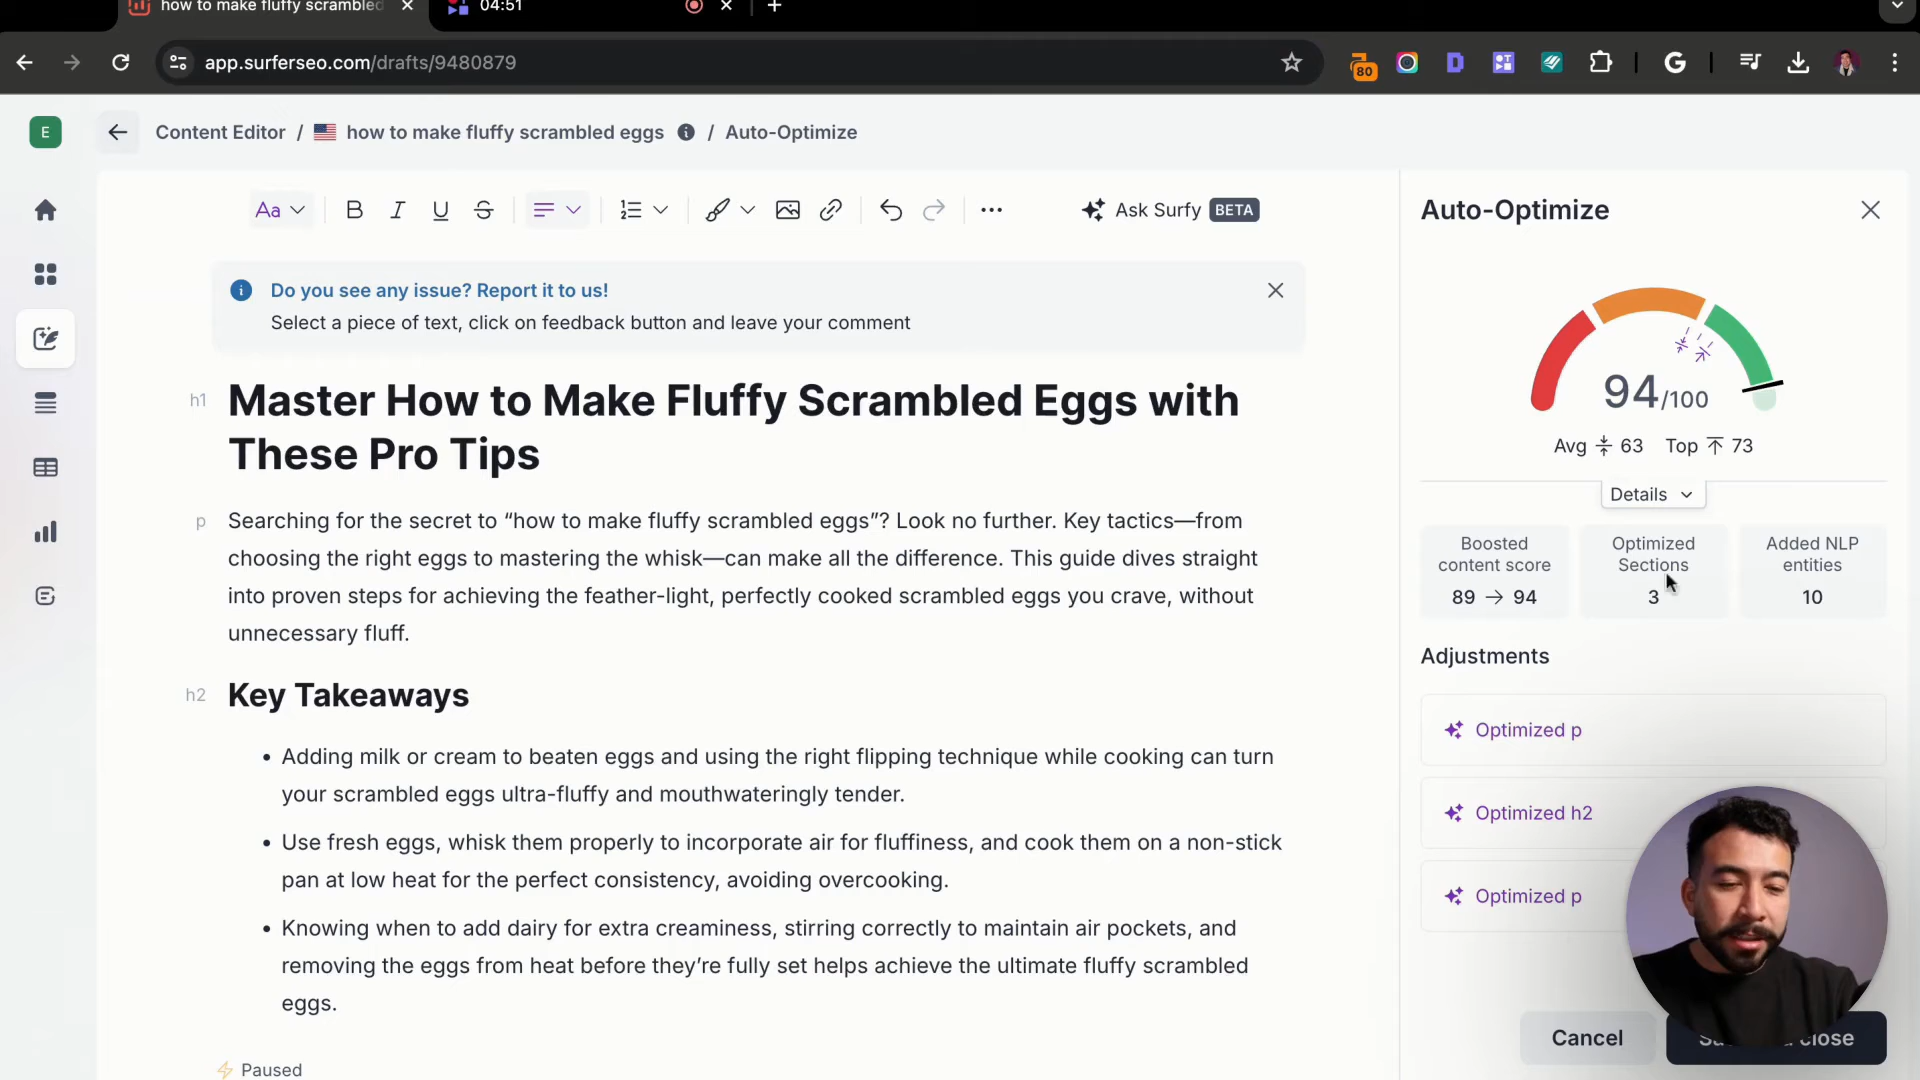 how to make fluffy scrambled
04:51
app.surferseo.com/drafts/9480879
80
E
Content Editor / how to make fluffy scrambled eggs / Auto-Optimize
Aa
B I U S
Ask Surfy BETA
Do you see any issue? Report it to us!
Select a piece of text, click on feedback button and leave your comment
h1
Master How to Make Fluffy Scrambled Eggs with
These Pro Tips
p
Searching for the secret to “how to make fluffy scrambled eggs”? Look no further. Key tactics—from
choosing the right eggs to mastering the whisk—can make all the difference. This guide dives straight
into proven steps for achieving the feather-light, perfectly cooked scrambled eggs you crave, without
unnecessary fluff.
h2
Key Takeaways
• Adding milk or cream to beaten eggs and using the right flipping technique while cooking can turn
your scrambled eggs ultra-fluffy and mouthwateringly tender.
• Use fresh eggs, whisk them properly to incorporate air for fluffiness, and cook them on a non-stick
pan at low heat for the perfect consistency, avoiding overcooking.
• Knowing when to add dairy for extra creaminess, stirring correctly to maintain air pockets, and
removing the eggs from heat before they’re fully set helps achieve the ultimate fluffy scrambled
eggs.
Paused
Auto-Optimize
94/100
Avg 63 Top 73
Details
Boosted
content score
89 → 94
Optimized
Sections
3
Added NLP
entities
10
Adjustments
Optimized p
Optimized h2
Optimized p
Cancel
close